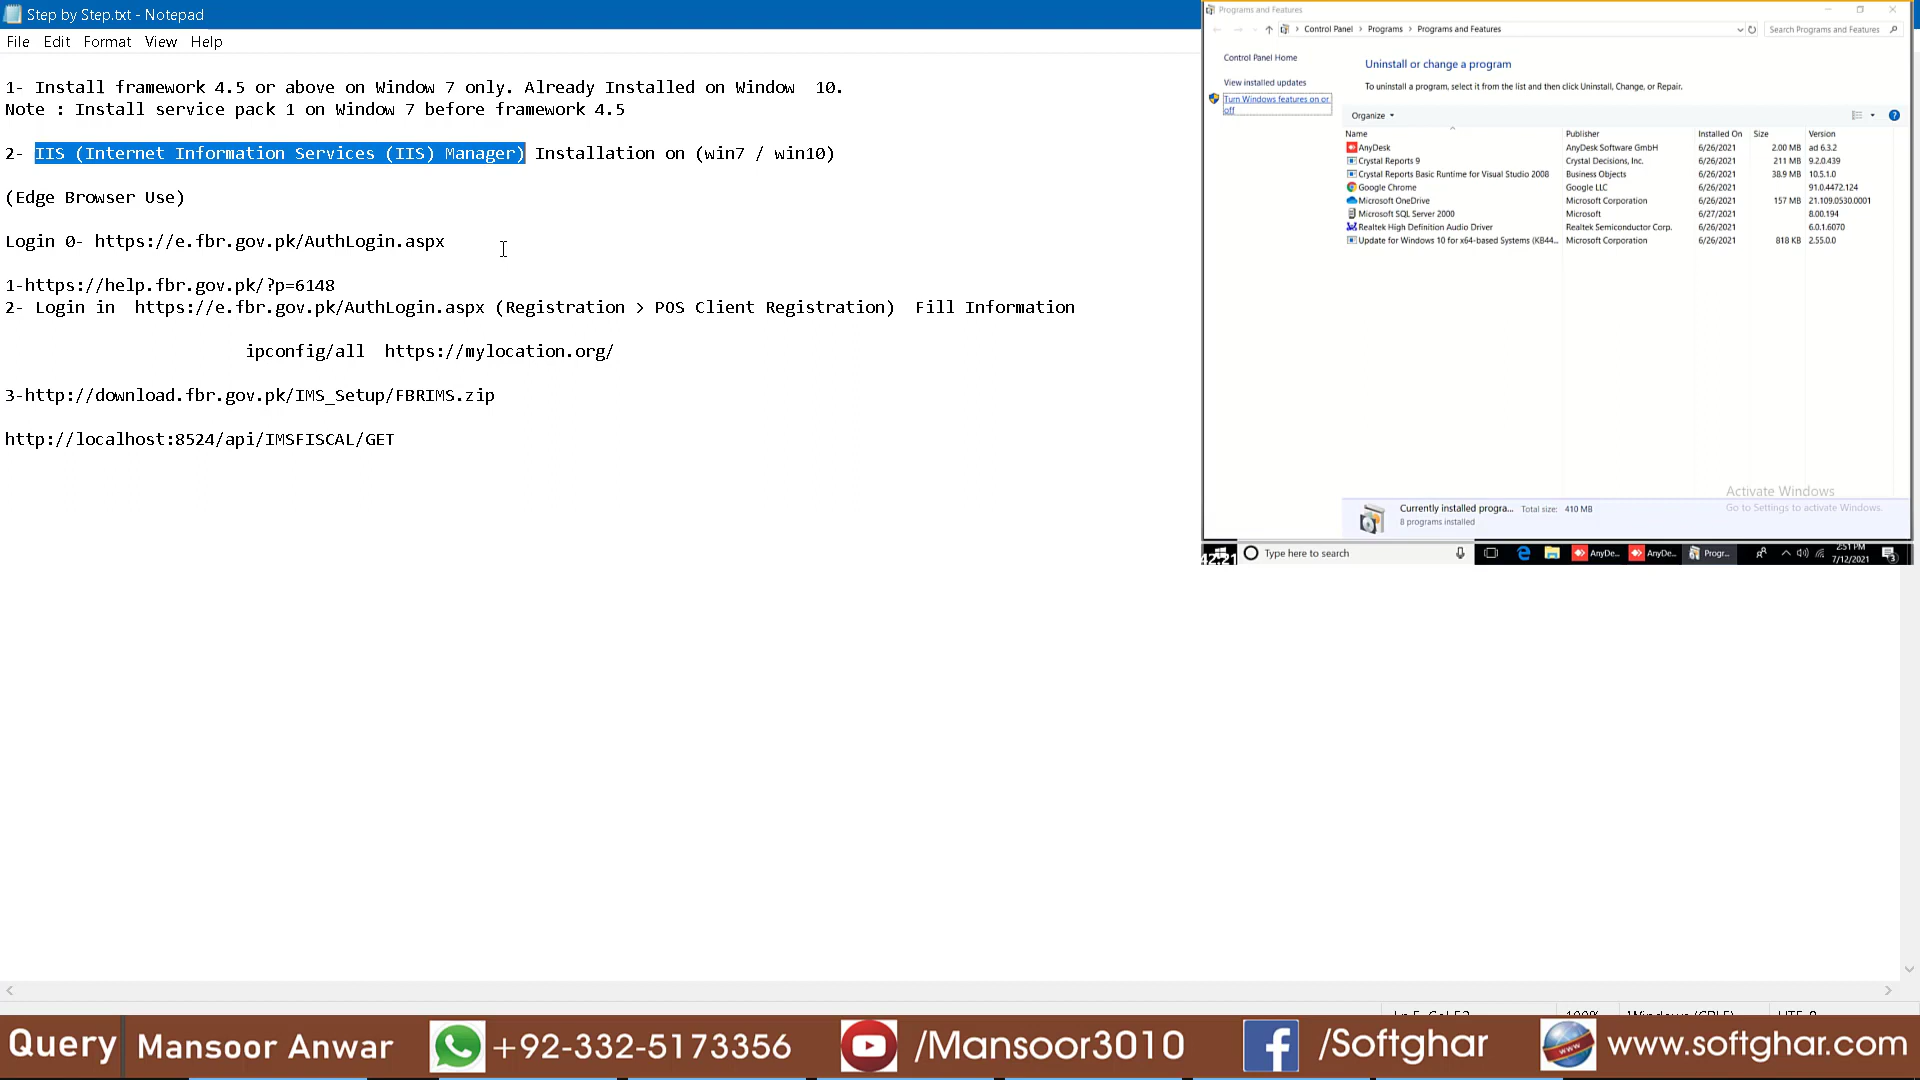 Step by Step.txt - Notepad
File Edit Format View Help
1- Install framework 4.5 or above on Window 7 only. Already Installed on Window  10.
Note : Install service pack 1 on Window 7 before framework 4.5
2- IIS (Internet Information Services (IIS) Manager) Installation on (win7 / win10)
(Edge Browser Use)
Login 0- https://e.fbr.gov.pk/AuthLogin.aspx
1-https://help.fbr.gov.pk/?p=6148
2- Login in  https://e.fbr.gov.pk/AuthLogin.aspx (Registration > POS Client Registration)  Fill Information
ipconfig/all  https://mylocation.org/
3-http://download.fbr.gov.pk/IMS_Setup/FBRIMS.zip
http://localhost:8524/api/IMSFISCAL/GET
Programs and Features
Control Panel > Programs > Programs and Features
Search Programs and Features
Control Panel Home
View installed updates
Turn Windows features on or
off
Uninstall or change a program
To uninstall a program, select it from the list and then click Uninstall, Change, or Repair.
Organize
Name Publisher Installed On Size Version
AnyDesk AnyDesk Software GmbH 6/26/2021 2.00 MB ad 6.3.2
Crystal Reports 9 Crystal Decisions, Inc. 6/26/2021 211 MB 9.2.0.439
Crystal Reports Basic Runtime for Visual Studio 2008 Business Objects 6/26/2021 38.9 MB 10.5.1.0
Google Chrome Google LLC 6/26/2021 91.0.4472.124
Microsoft OneDrive Microsoft Corporation 6/26/2021 157 MB 21.109.0530.0001
Microsoft SQL Server 2000 Microsoft 6/27/2021 8.00.194
Realtek High Definition Audio Driver Realtek Semiconductor Corp. 6/26/2021 6.0.1.6070
Update for Windows 10 for x64-based Systems (KB44... Microsoft Corporation 6/26/2021 818 KB 2.55.0.0
Activate Windows
Go to Settings to activate Windows.
Currently installed progra... Total size: 410 MB
8 programs installed
Type here to search
AnyDe...
AnyDe...
Progr...
2:51 PM
7/12/2021
Query Mansoor Anwar +92-332-5173356 /Mansoor3010 /Softghar www.softghar.com